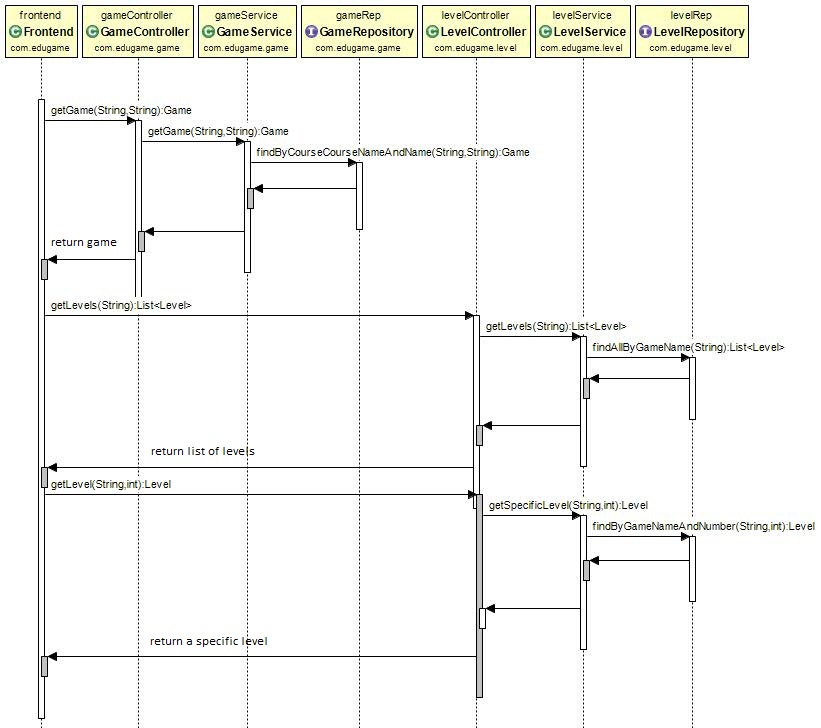 frontend
C Frontend
com.edugame
gameController
C GameController
com.edugame.game
gameService
C GameService
com.edugame.game
gameRep
I GameRepository
com.edugame.game
levelController
C LevelController
com.edugame.level
levelService
C LevelService
com.edugame.level
levelRep
I LevelRepository
com.edugame.level
getGame(String,String):Game
getGame(String,String):Game
findByCourseCourseNameAndName(String,String):Game
return game
getLevels(String):List<Level>
getLevels(String):List<Level>
findAllByGameName(String):List<Level>
return list of levels
getLevel(String,int):Level
getSpecificLevel(String,int):Level
findByGameNameAndNumber(String,int):Level
return a specific level